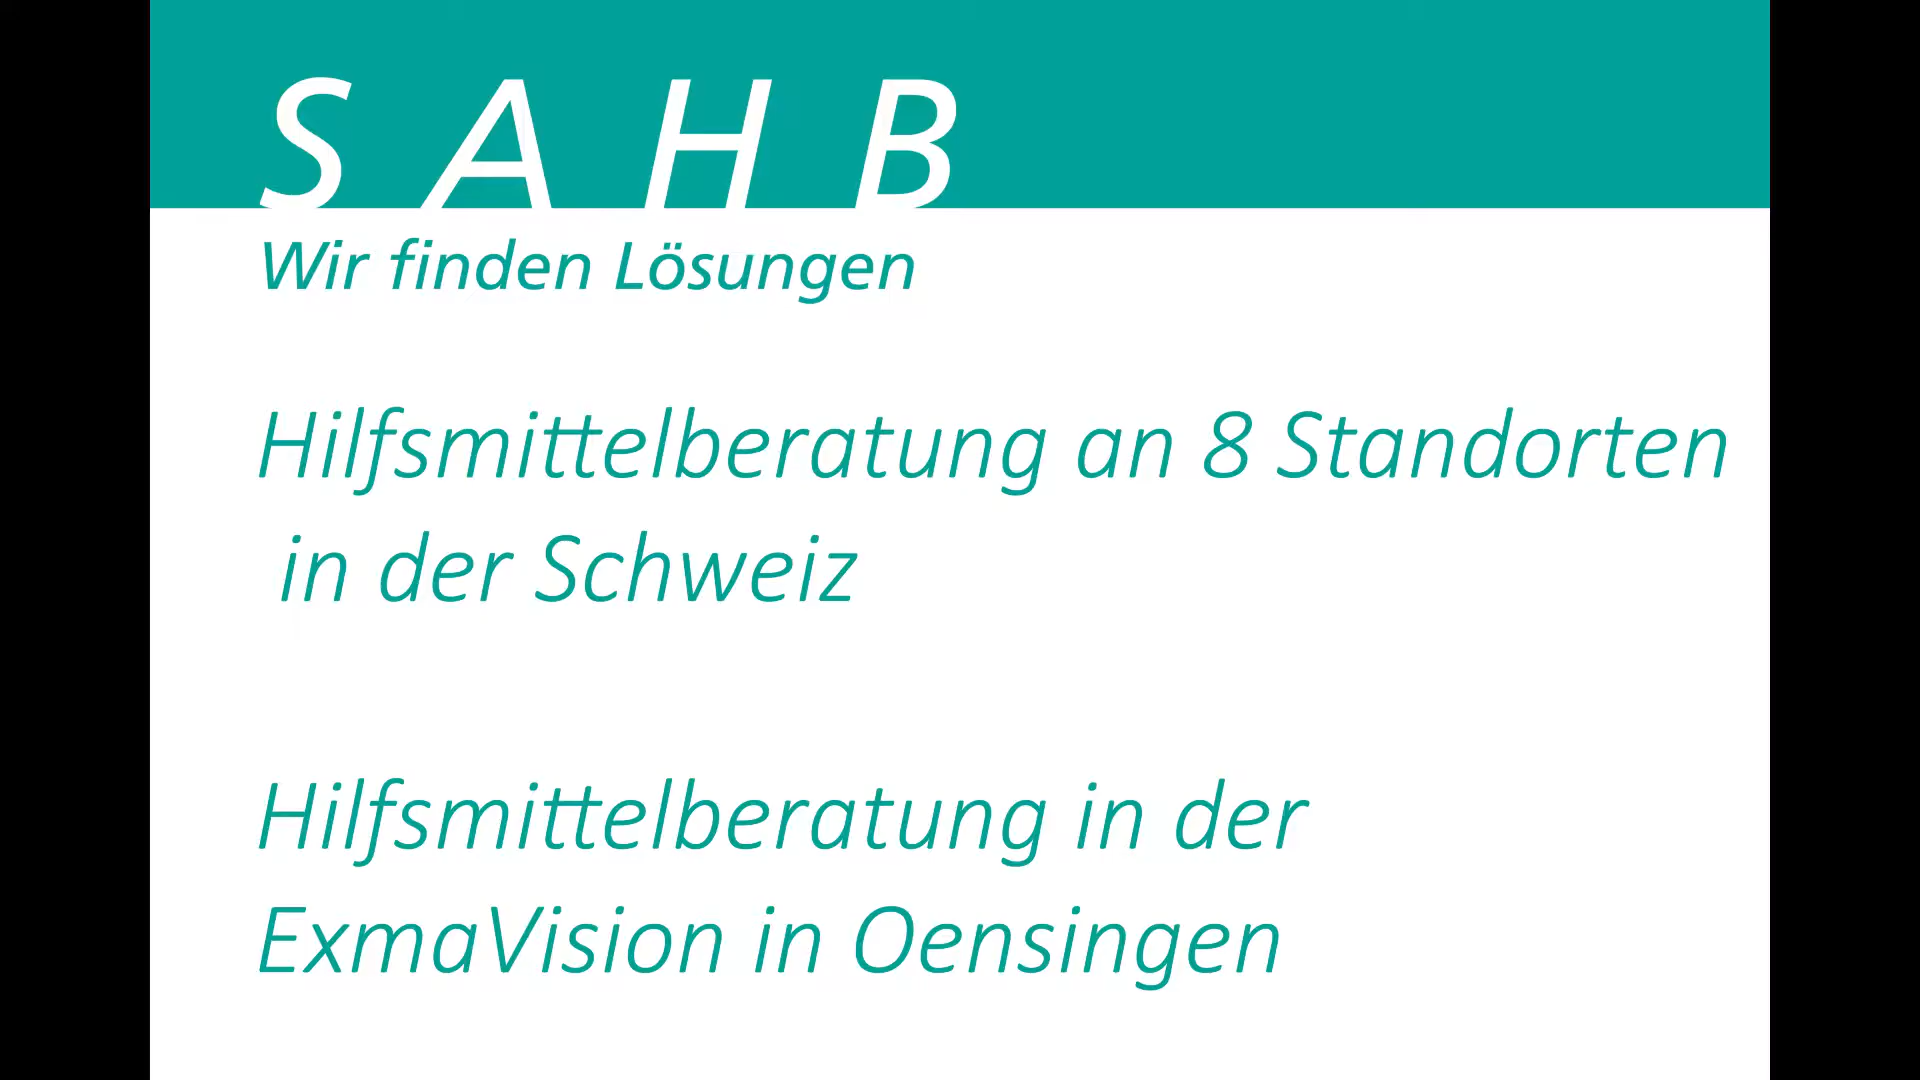 S A H B
Wir finden Lösungen
Hilfsmittelberatung an 8 Standorten
in der Schweiz
Hilfsmittelberatung in der
ExmaVision in Oensingen